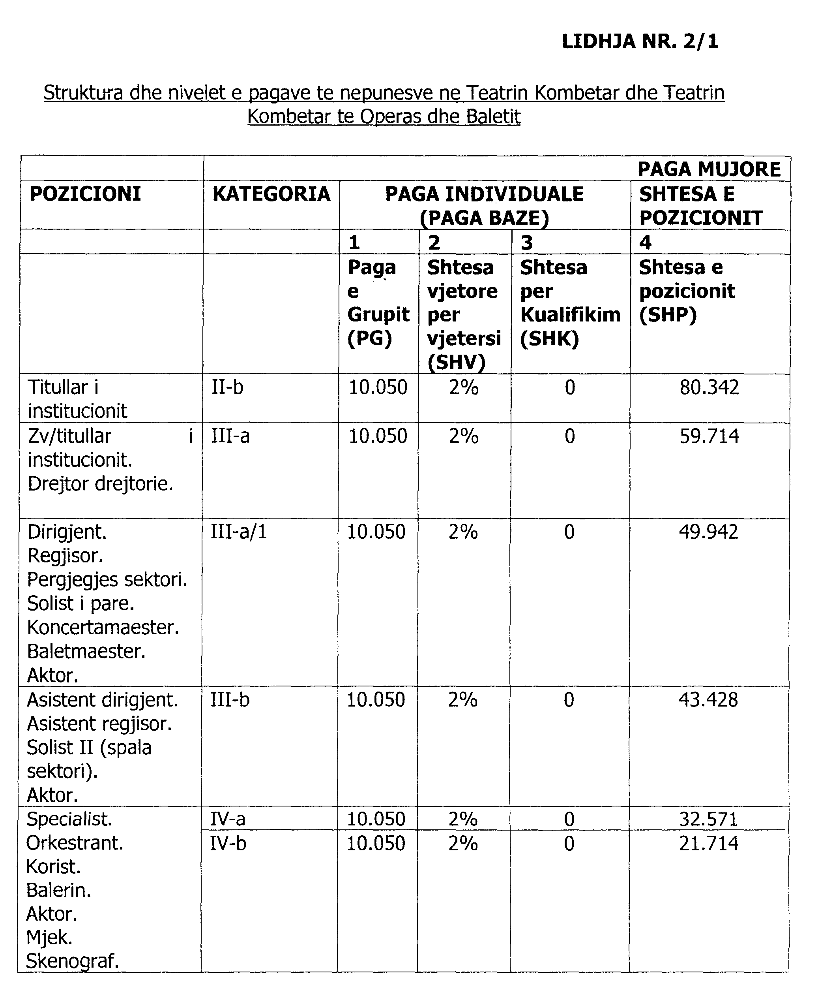 LIDHJA NR. 2/1
Struktura dhe nivelet e pagave te nepunesve ne Teatrin Kombetar dhe Teatrin
Kombetar te Operas dhe Baletit
PAGA MUJORE
POZICIONI KATEGORIA PAGA INDIVIDUALE SHTESA E
(PAGA BAZE) POZICIONIT
1 2 3 4
Paga Shtesa Shtesa Shtesa e
e vjetore per pozicionit
Grupit per Kualifikim (SHP)
(PG) vjetersi (SHK)
(SHV)
Titullar i II-b 10.050 2% 0 80.342
institucionit
Zv/titullar i III-a 10.050 2% 0 59.714
institucionit.
Drejtor drejtorie.
Dirigjent. III-a/1 10.050 2% 0 49.942
Regjisor.
Pergjegjes sektori.
Solist i pare.
Koncertamaester.
Baletmaester.
Aktor.
Asistent dirigjent. III-b 10.050 2% 0 43.428
Asistent regjisor.
Solist II (spala
sektori).
Aktor.
Specialist. IV-a 10.050 2% 0 32.571
Orkestrant. IV-b 10.050 2% 0 21.714
Korist.
Balerin.
Aktor.
Mjek.
Skenograf.